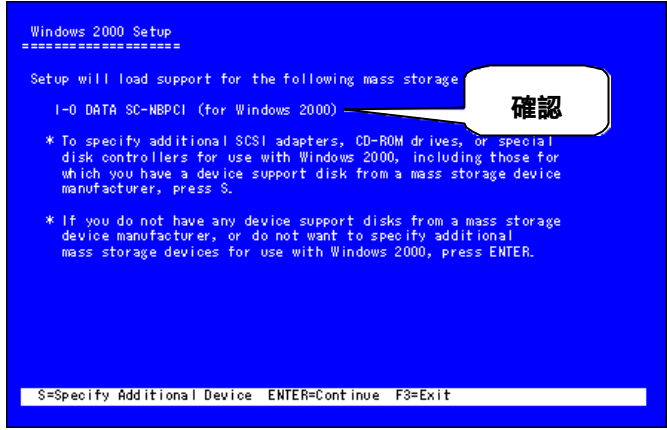 Windows 2000 Setup
====================
Setup will load support for the following mass storage
I-O DATA SC-NBPCI (for Windows 2000)
確認
* To specify additional SCSI adapters, CD-ROM drives, or special
disk controllers for use with Windows 2000, including those for
which you have a device support disk from a mass storage device
manufacturer, press S.
* If you do not have any device support disks from a mass storage
device manufacturer, or do not want to specify additional
mass storage devices for use with Windows 2000, press ENTER.
S=Specify Additional Device ENTER=Continue F3=Exit